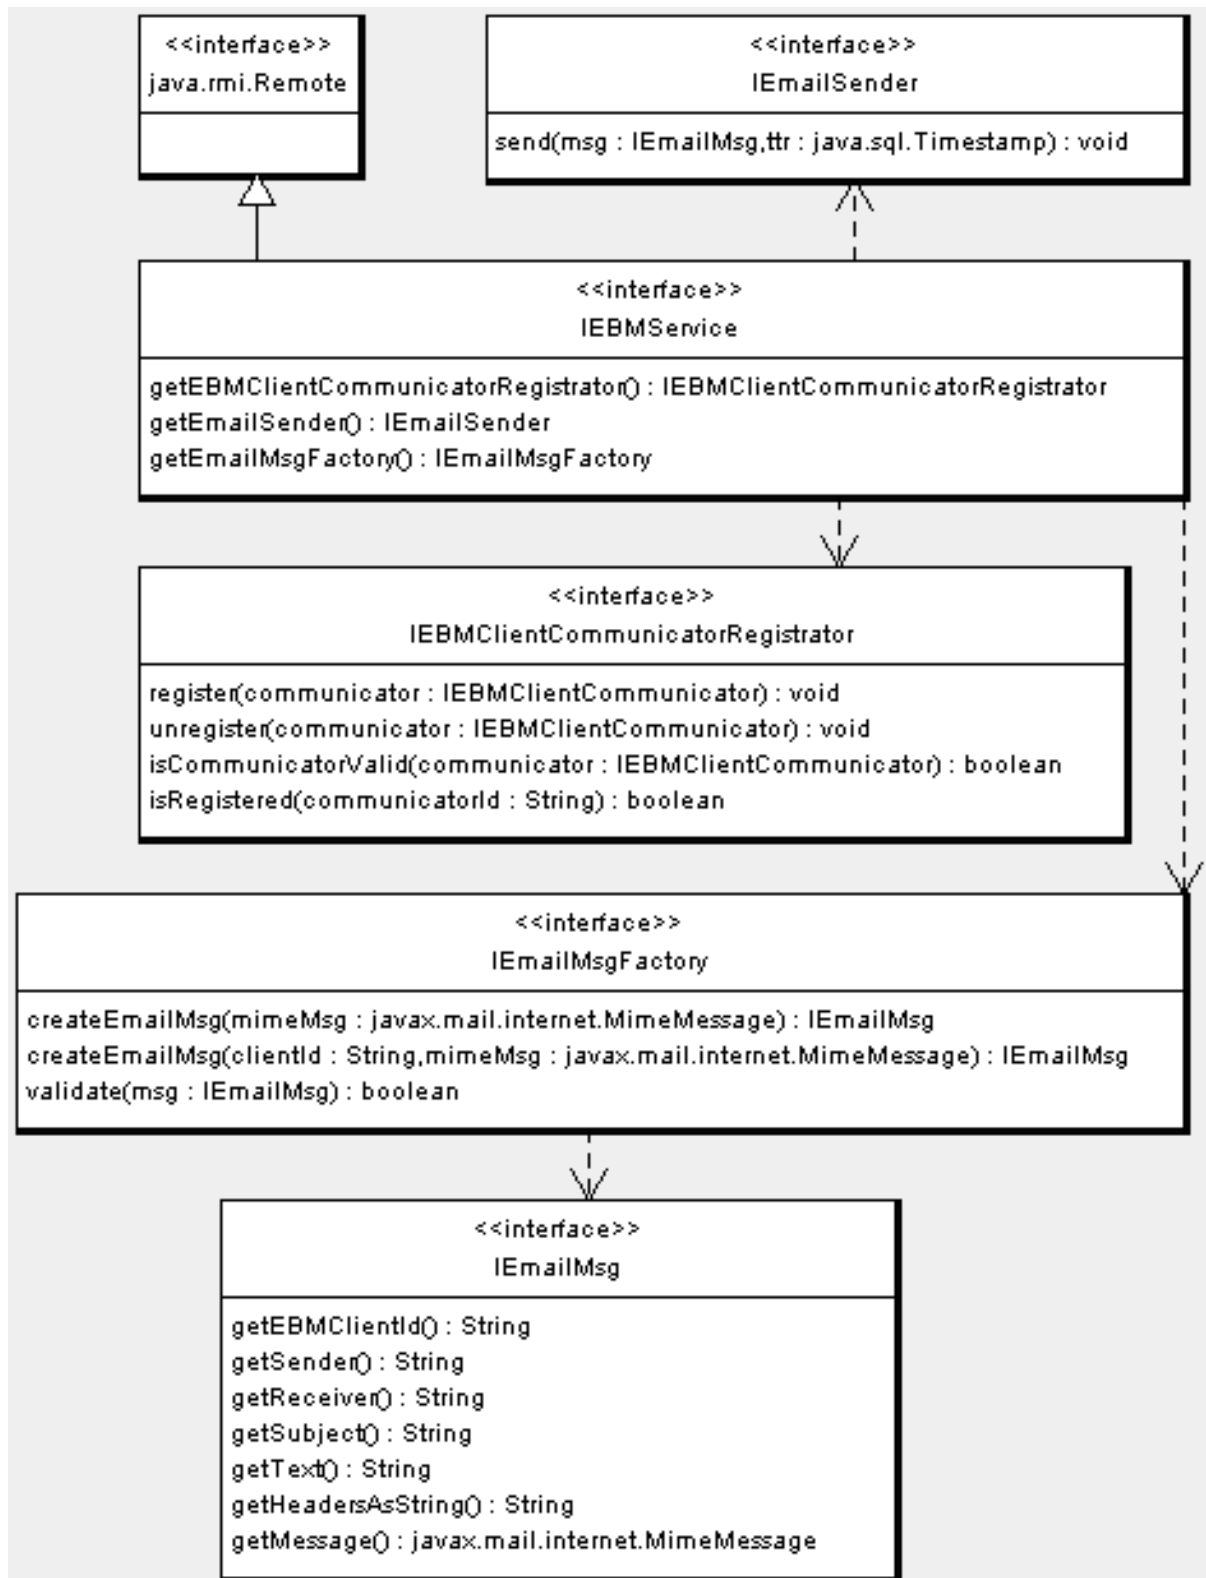 <<interface>>
java.rmi.Remote
<<interface>>
IEmailSender
send(msg : IEmailMsg,ttr : java.sql.Timestamp) : void
<<interface>>
IEBMService
getEBMClientCommunicatorRegistrator() : IEBMClientCommunicatorRegistrator
getEmailSender() : IEmailSender
getEmailMsgFactory() : IEmailMsgFactory
<<interface>>
IEBMClientCommunicatorRegistrator
register(communicator : IEBMClientCommunicator) : void
unregister(communicator : IEBMClientCommunicator) : void
isCommunicatorValid(communicator : IEBMClientCommunicator) : boolean
isRegistered(communicatorId : String) : boolean
<<interface>>
IEmailMsgFactory
createEmailMsg(mimeMsg : javax.mail.internet.MimeMessage) : IEmailMsg
createEmailMsg(clientId : String,mimeMsg : javax.mail.internet.MimeMessage) : IEmailMsg
validate(msg : IEmailMsg) : boolean
<<interface>>
IEmailMsg
getEBMClientId() : String
getSender() : String
getReceiver() : String
getSubject() : String
getText() : String
getHeadersAsString() : String
getMessage() : javax.mail.internet.MimeMessage